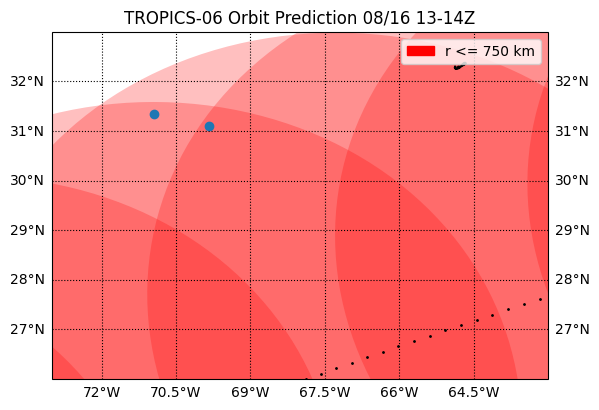 TROPICS-06 Orbit Prediction 08/16 13-14Z
r <= 750 km
32°N 32°N
31°N 31°N
30°N 30°N
29°N 29°N
28°N 28°N
27°N 27°N
72°W 70.5°W 69°W 67.5°W 66°W 64.5°W